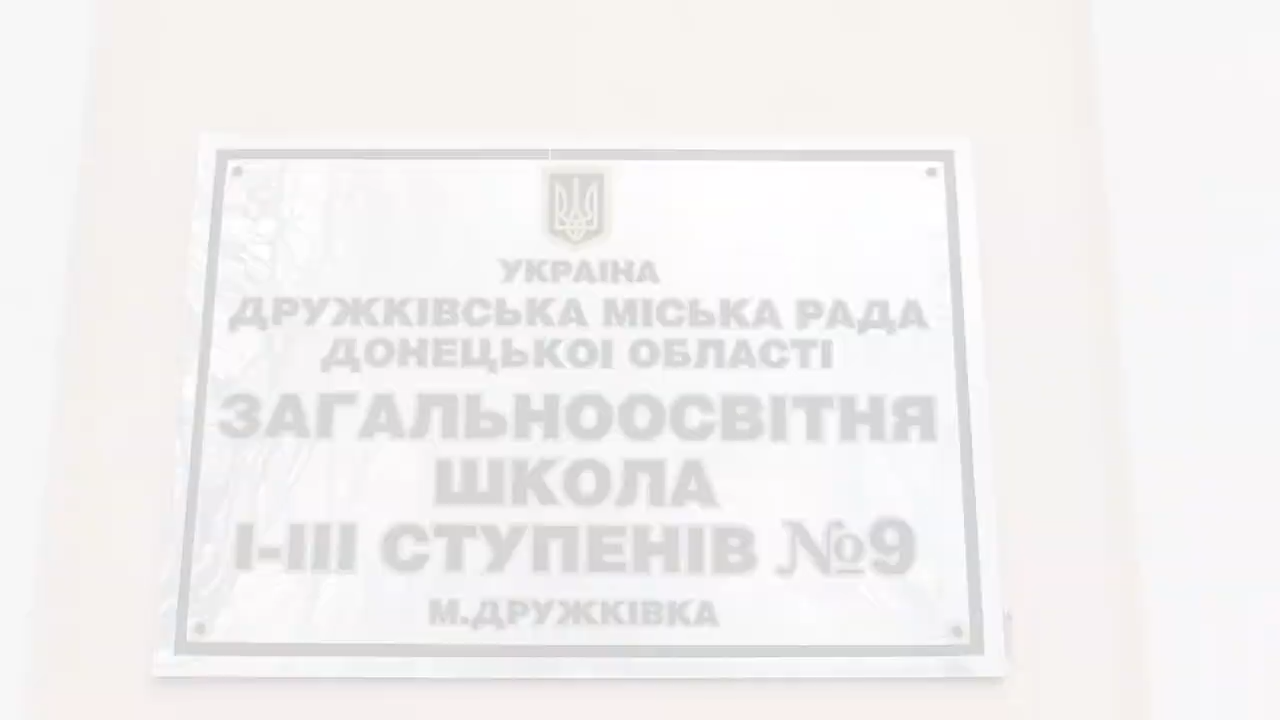 УКРАЇНА
ДРУЖКІВСЬКА МІСЬКА РАДА
ДОНЕЦЬКОЇ ОБЛАСТІ
ЗАГАЛЬНООСВІТНЯ
ШКОЛА
І-ІІІ СТУПЕНІВ №9
М.ДРУЖКІВКА